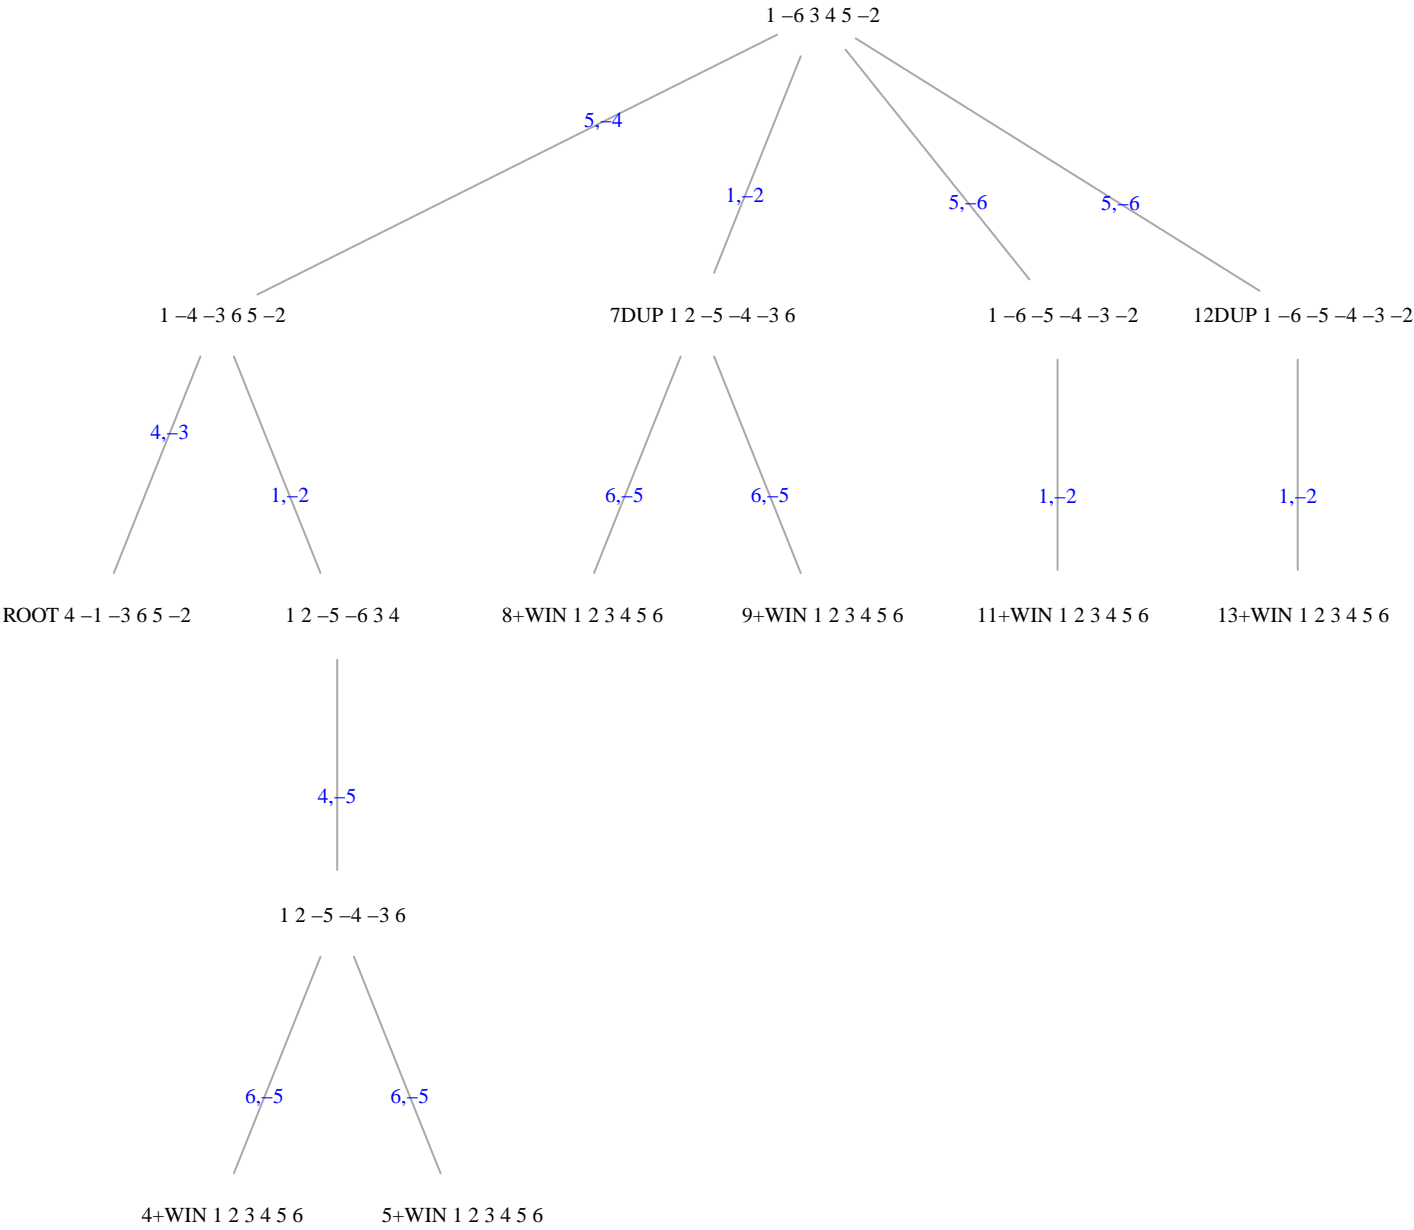 1 –6 3 4 5 –2
5,–4
1,–2
5,–6
5,–6
1 –4 –3 6 5 –2
7DUP 1 2 –5 –4 –3 6
1 –6 –5 –4 –3 –2
12DUP 1 –6 –5 –4 –3 –2
4,–3
1,–2
6,–5
6,–5
1,–2
1,–2
ROOT 4 –1 –3 6 5 –2
1 2 –5 –6 3 4
8+WIN 1 2 3 4 5 6
9+WIN 1 2 3 4 5 6
11+WIN 1 2 3 4 5 6
13+WIN 1 2 3 4 5 6
4,–5
1 2 –5 –4 –3 6
6,–5
6,–5
4+WIN 1 2 3 4 5 6
5+WIN 1 2 3 4 5 6